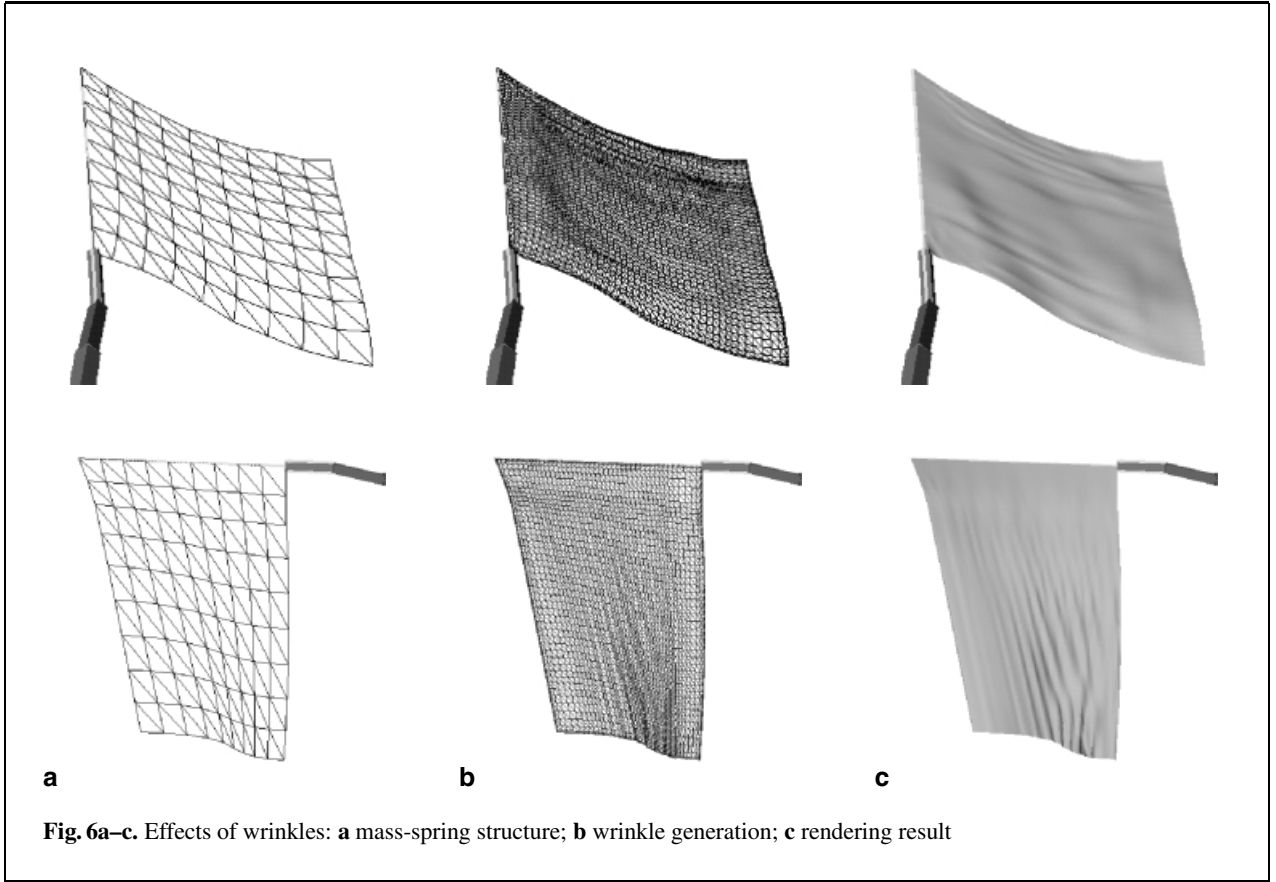 a
b
c
Fig. 6a–c. Effects of wrinkles: a mass-spring structure; b wrinkle generation; c rendering result